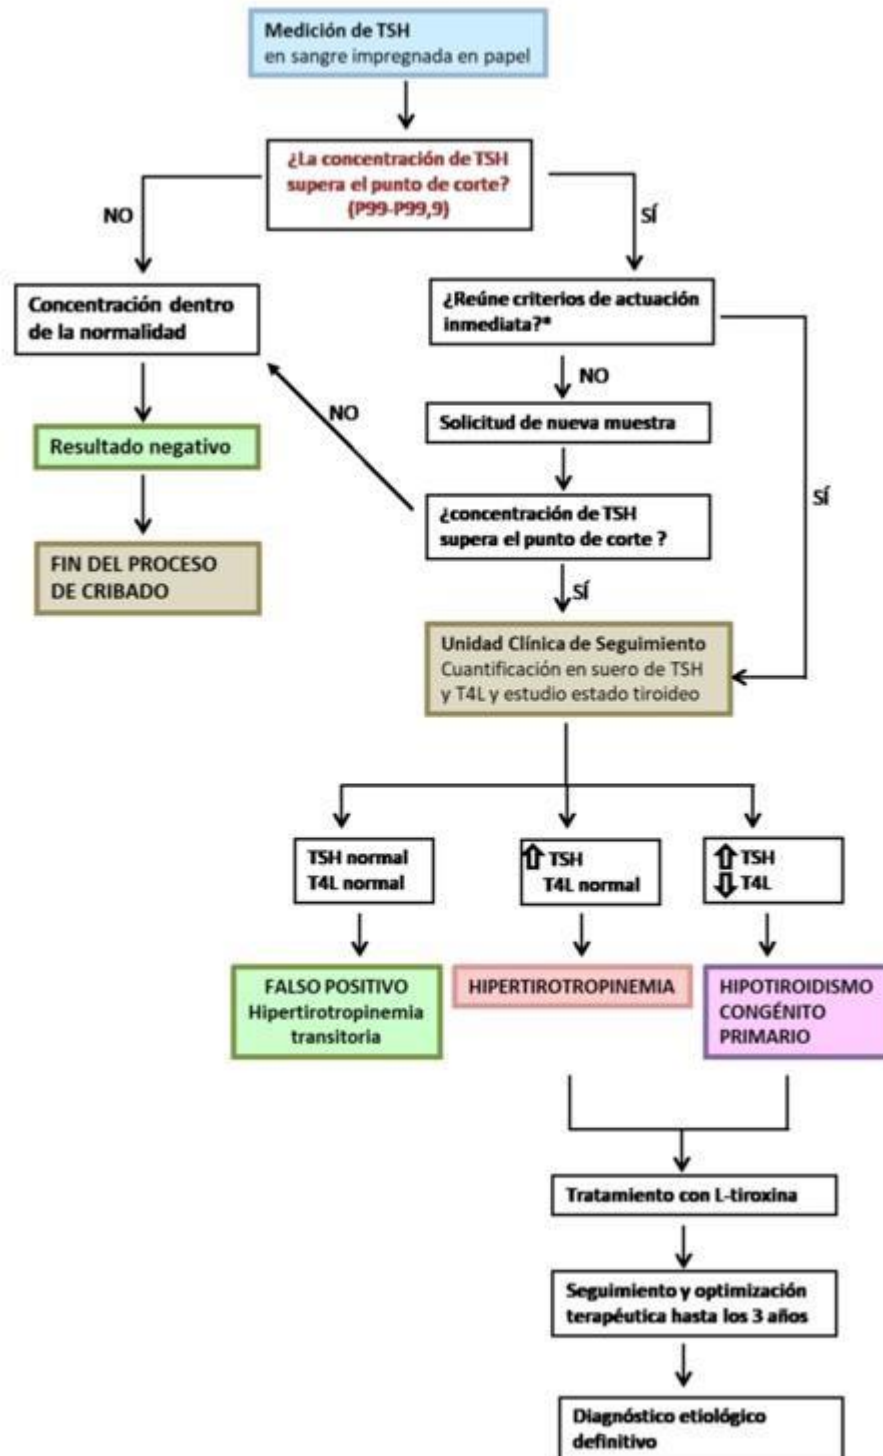 Medición de TSH
en sangre impregnada en papel
¿La concentración de TSH
supera el punto de corte?
(P99-P99,9)
NO
SÍ
Concentración dentro
de la normalidad
¿Reúne criterios de actuación
inmediata?*
NO
NO
Resultado negativo
Solicitud de nueva muestra
SÍ
¿concentración de TSH
supera el punto de corte ?
FIN DEL PROCESO
DE CRIBADO
SÍ
Unidad Clínica de Seguimiento
Cuantificación en suero de TSH
y T4L y estudio estado tiroideo
TSH normal
T4L normal
⇧ TSH
T4L normal
⇧ TSH
⇩ T4L
FALSO POSITIVO
Hipertirotropinemia
transitoria
HIPERTIROTROPINEMIA
HIPOTIROIDISMO
CONGÉNITO
PRIMARIO
Tratamiento con L-tiroxina
Seguimiento y optimización
terapéutica hasta los 3 años
Diagnóstico etiológico
definitivo